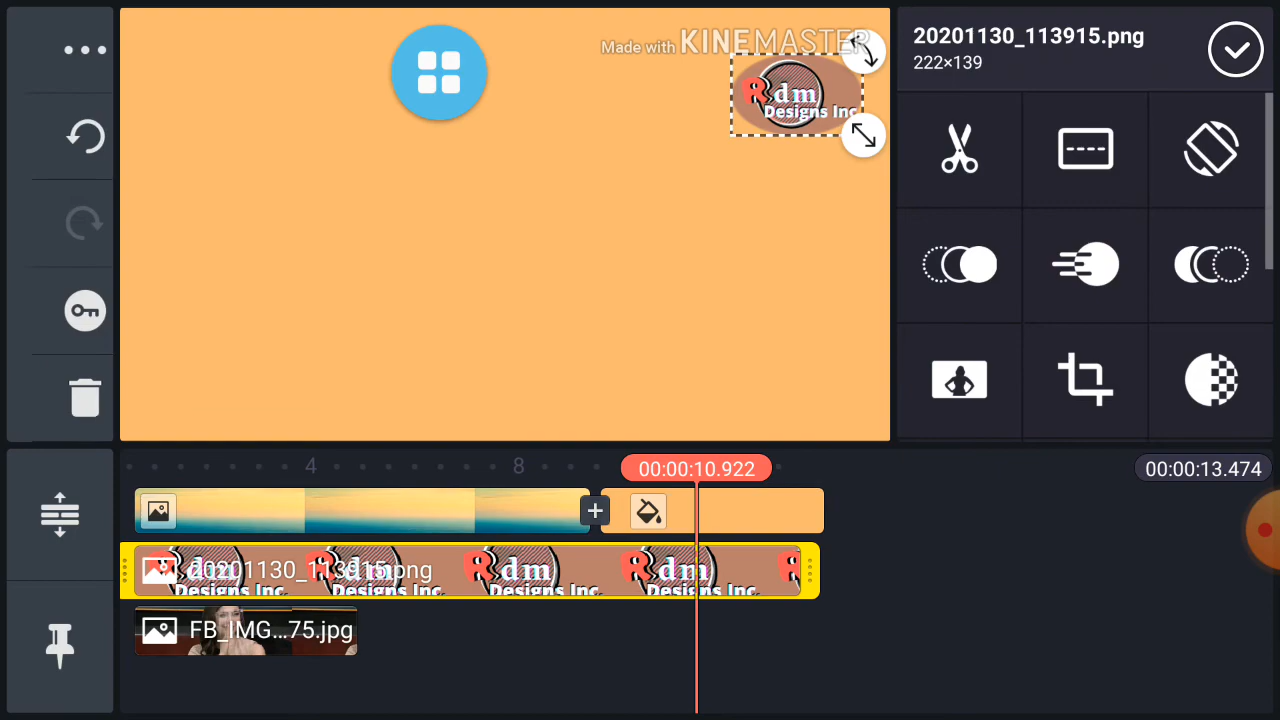 Made with KINEMASTER
20201130_113915.png
222×139
Rdm
Designs Inc
4
8
00:00:10.922
00:00:13.474
20201130_113915.png
Rdm Rdm Rdm Rdm R
Designs Inc. Designs Inc. Designs Inc. Designs Inc.
FB_IMG...75.jpg